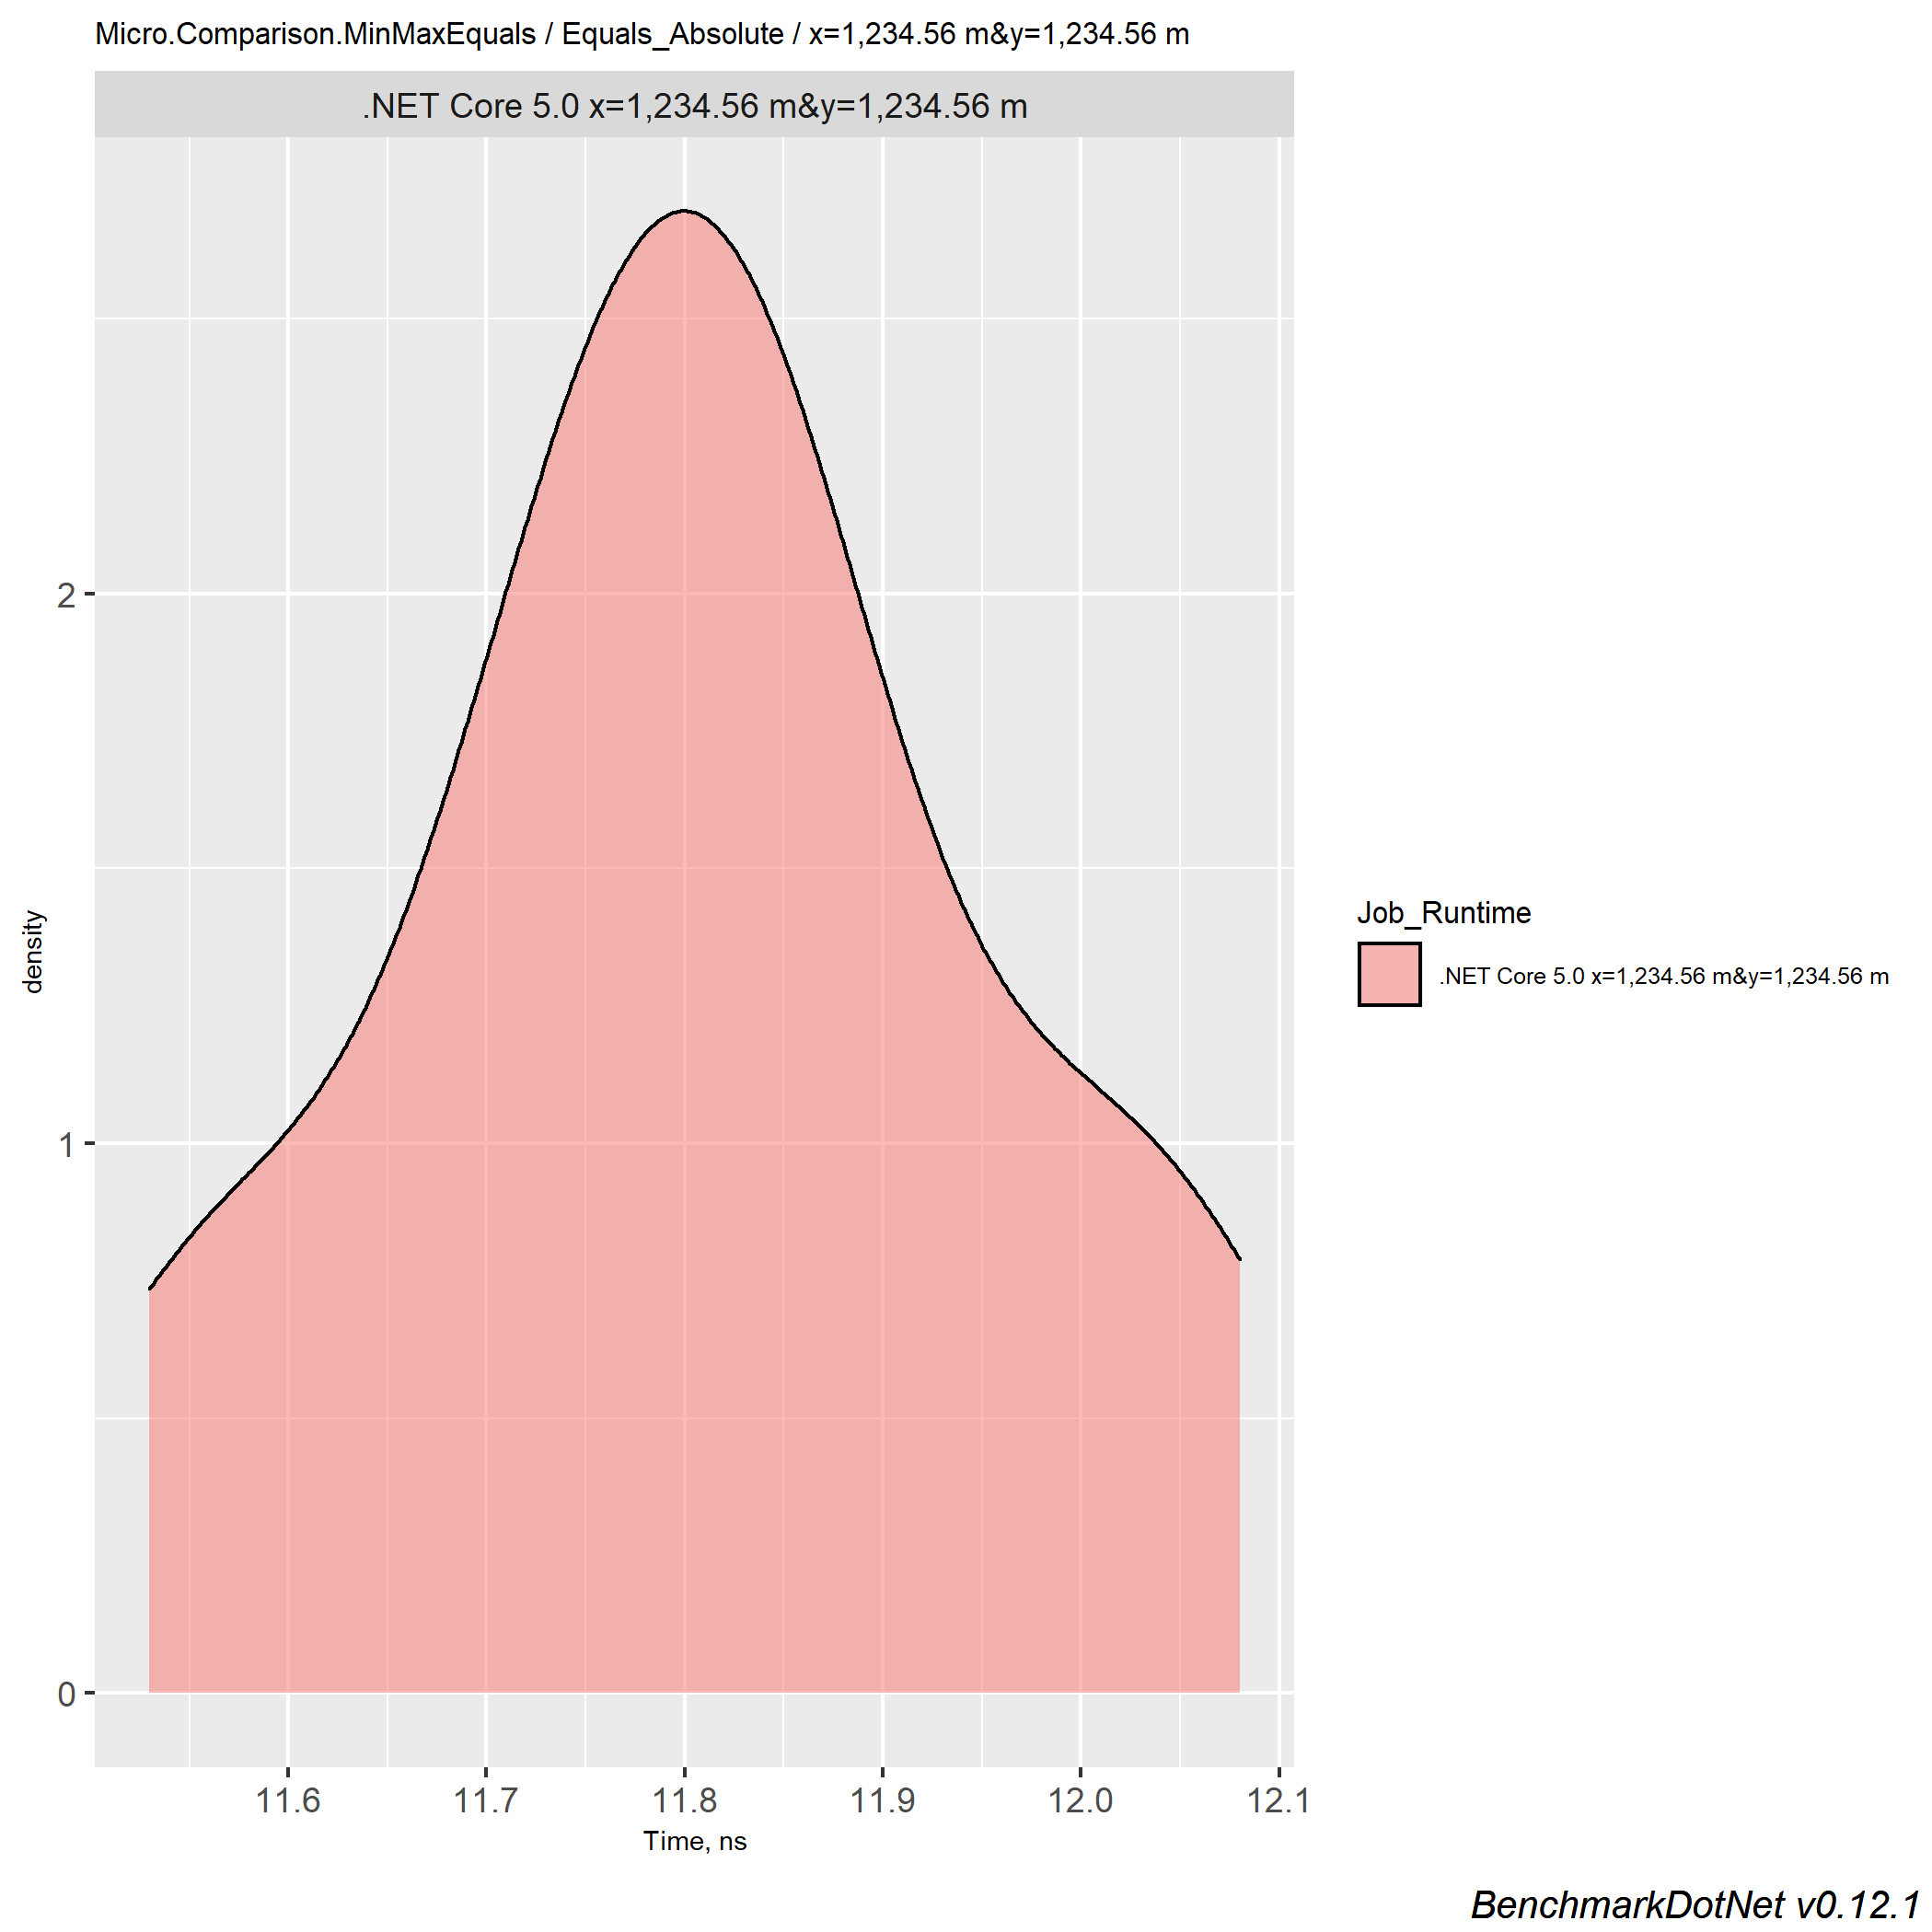 Micro.Comparison.MinMaxEquals / Equals_Absolute / x=1,234.56 m&y=1,234.56 m
.NET Core 5.0 x=1,234.56 m&y=1,234.56 m
2
1
0
density
11.6 11.7 11.8 11.9 12.0 12.1
Time, ns
Job_Runtime
.NET Core 5.0 x=1,234.56 m&y=1,234.56 m
BenchmarkDotNet v0.12.1